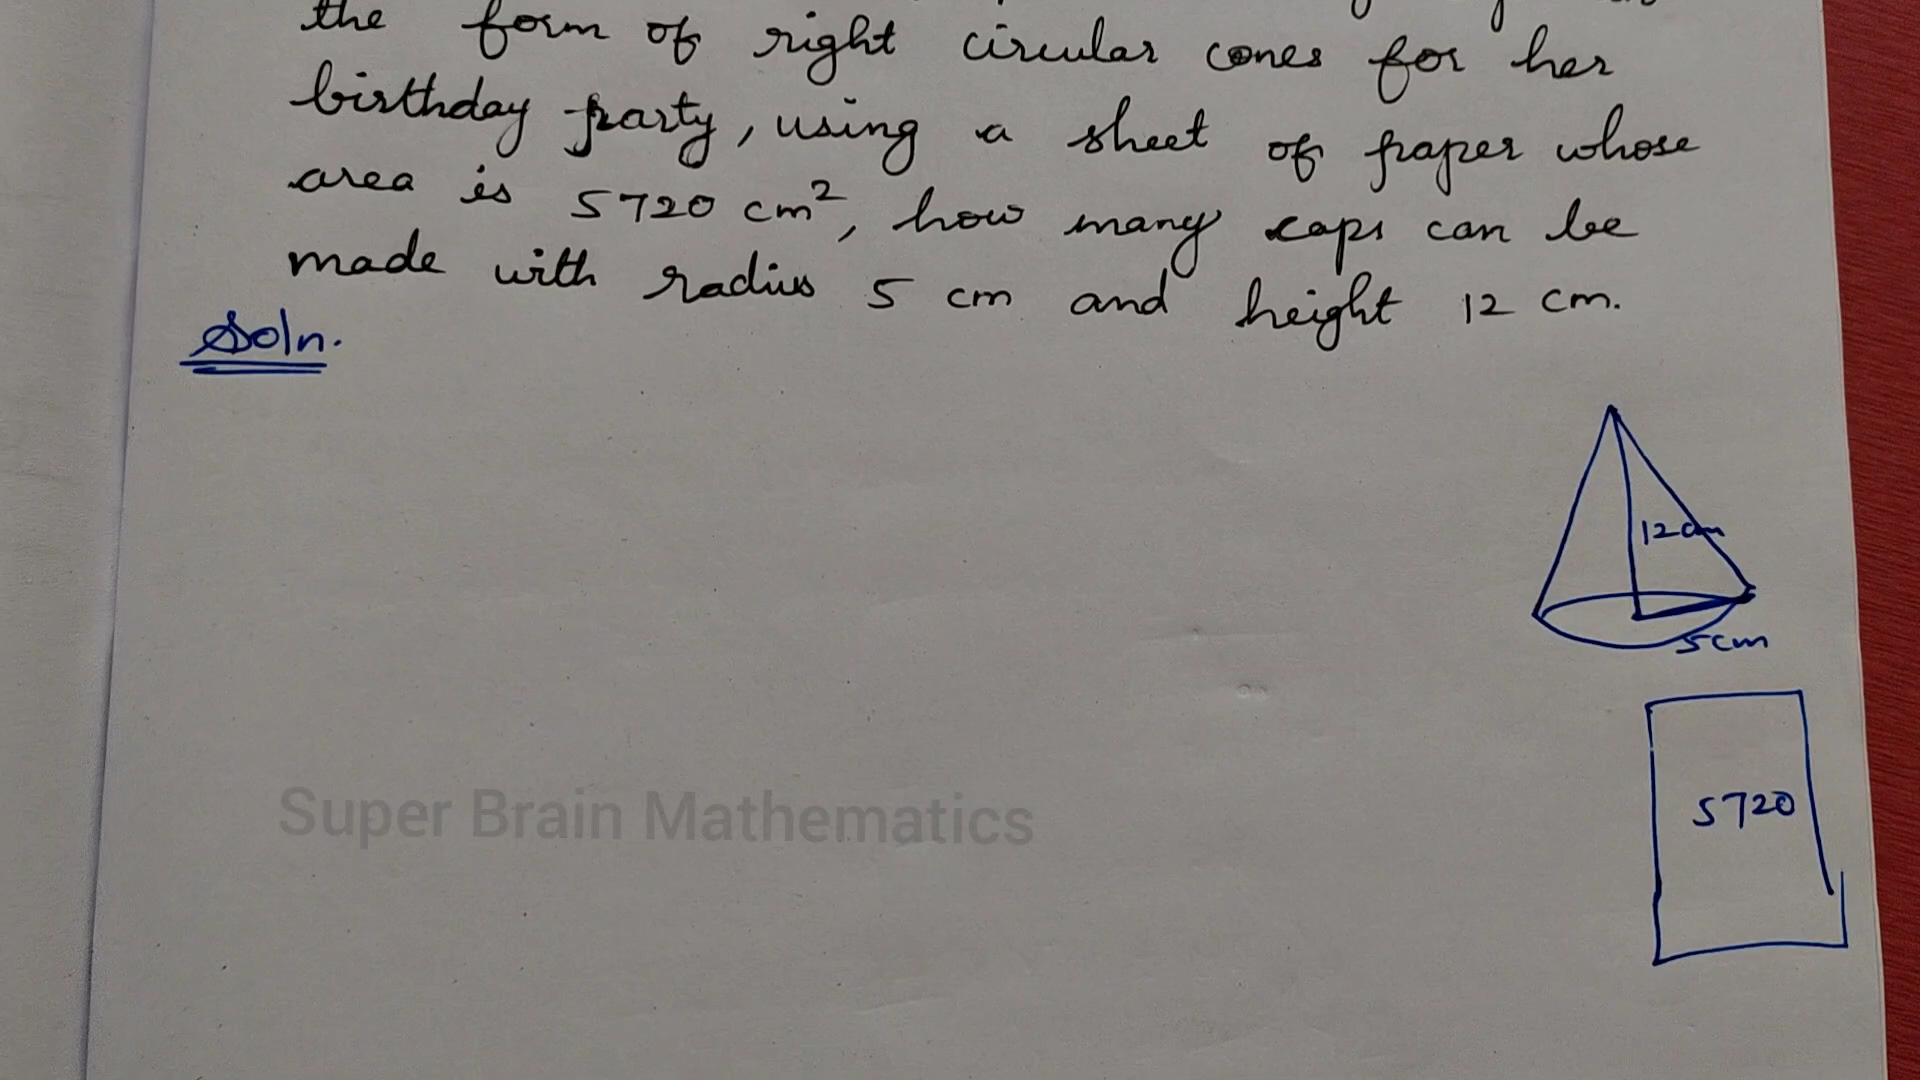 the form of right circular cones for her
birthday party, using a sheet of paper whose
area is 5720 cm², how many caps can be
made with radius 5 cm and height 12 cm.
Soln.
12cm
5cm
5720
Super Brain Mathematics